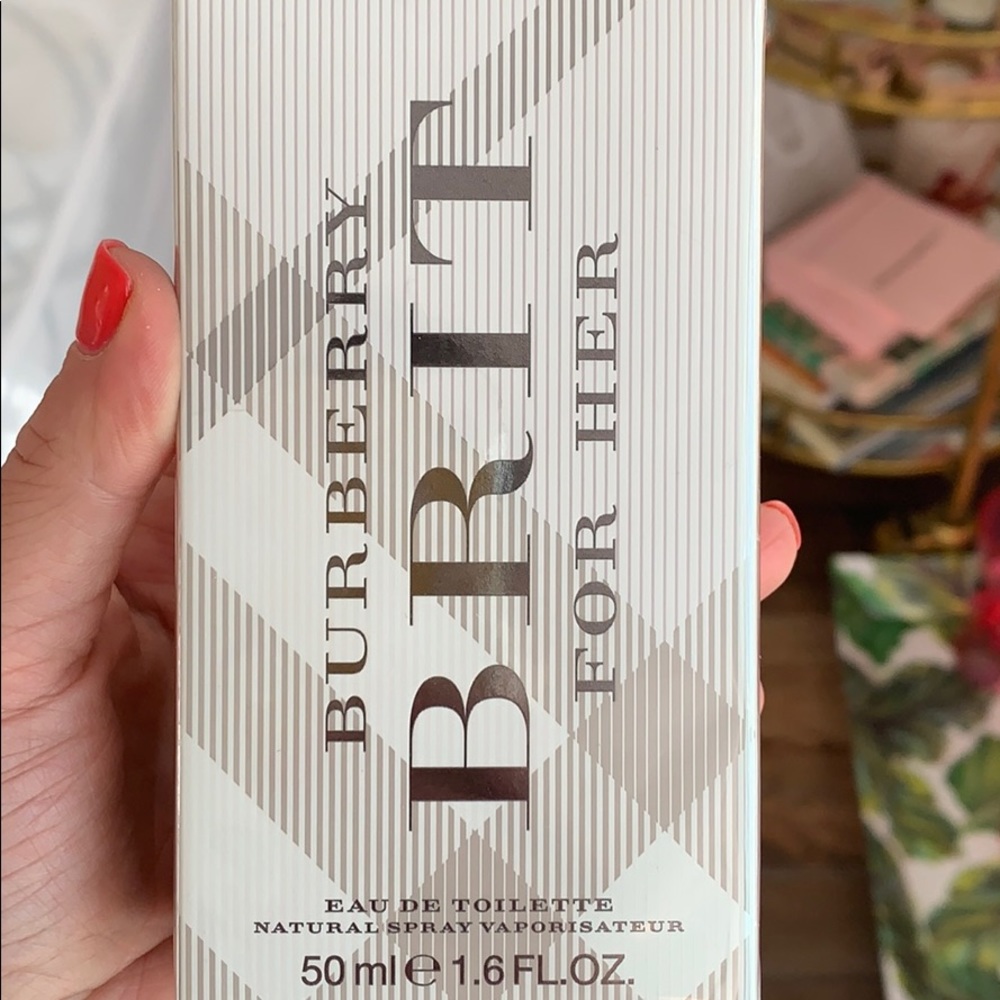 BURBERRY
BRIT
FOR HER
EAU DE TOILETTE
NATURAL SPRAY VAPORISATEUR
50 ml e 1.6 FL.OZ.